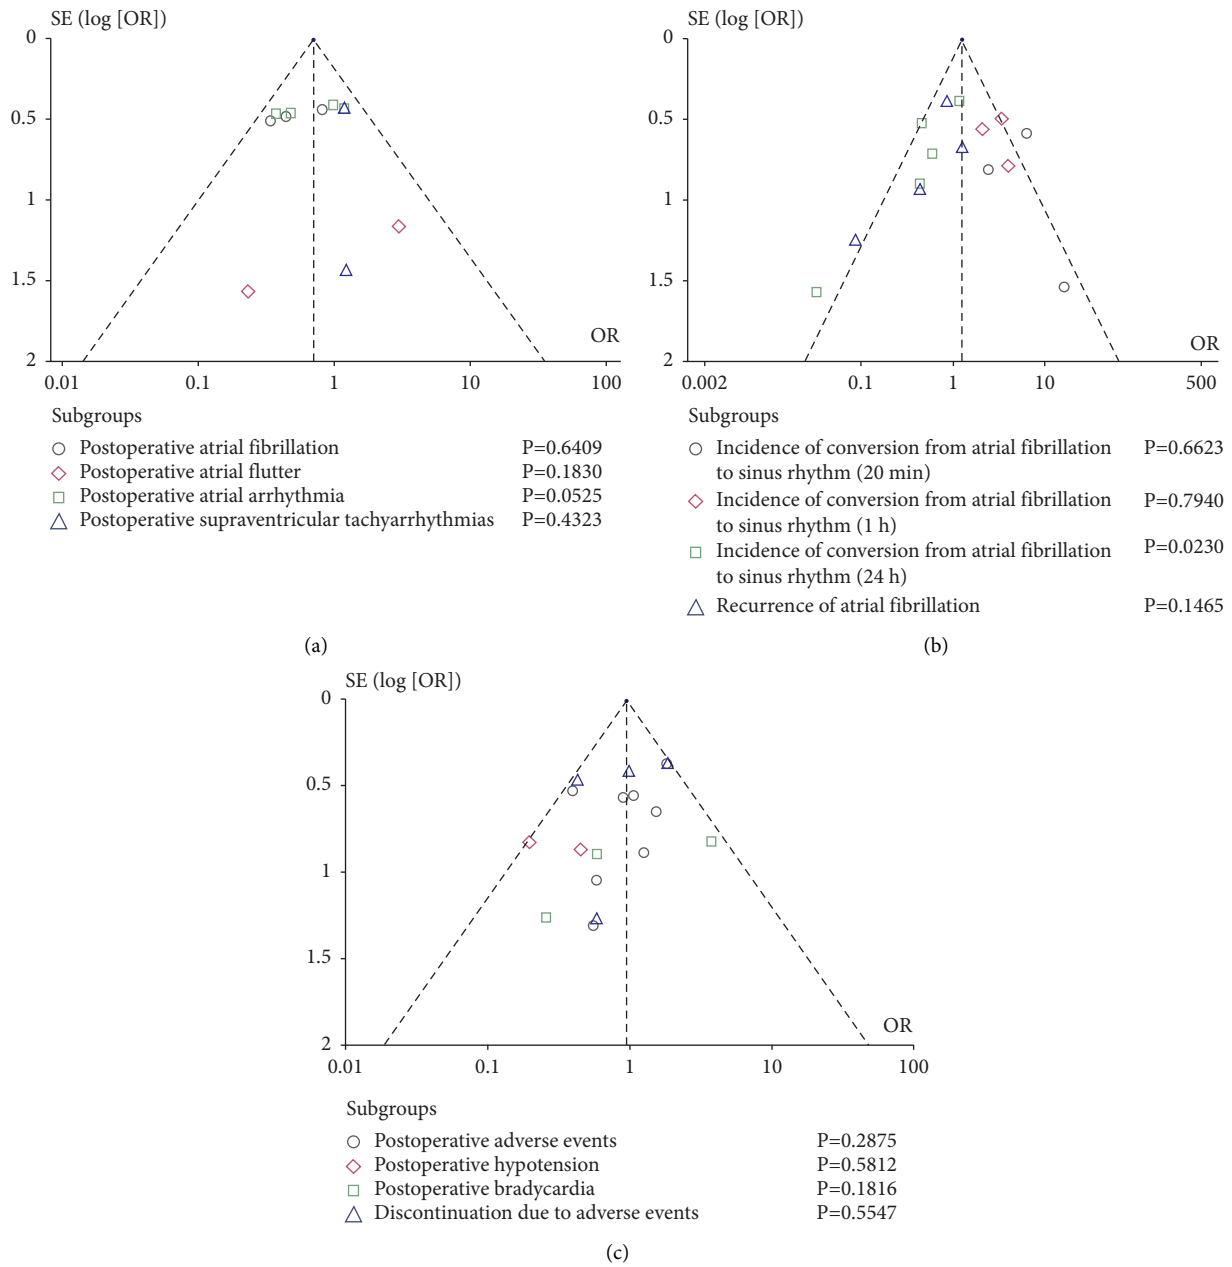 SE (log [OR])
0
0.5
1
1.5
2
OR
0.01 0.1 1 10 100
Subgroups
Postoperative atrial fibrillation P=0.6409
Postoperative atrial flutter P=0.1830
Postoperative atrial arrhythmia P=0.0525
Postoperative supraventricular tachyarrhythmias P=0.4323
(a)
SE (log [OR])
0
0.5
1
1.5
2
OR
0.002 0.1 1 10 500
Subgroups
Incidence of conversion from atrial fibrillation P=0.6623
to sinus rhythm (20 min)
Incidence of conversion from atrial fibrillation P=0.7940
to sinus rhythm (1 h)
Incidence of conversion from atrial fibrillation P=0.0230
to sinus rhythm (24 h)
Recurrence of atrial fibrillation P=0.1465
(b)
SE (log [OR])
0
0.5
1
1.5
2
OR
0.01 0.1 1 10 100
Subgroups
Postoperative adverse events P=0.2875
Postoperative hypotension P=0.5812
Postoperative bradycardia P=0.1816
Discontinuation due to adverse events P=0.5547
(c)